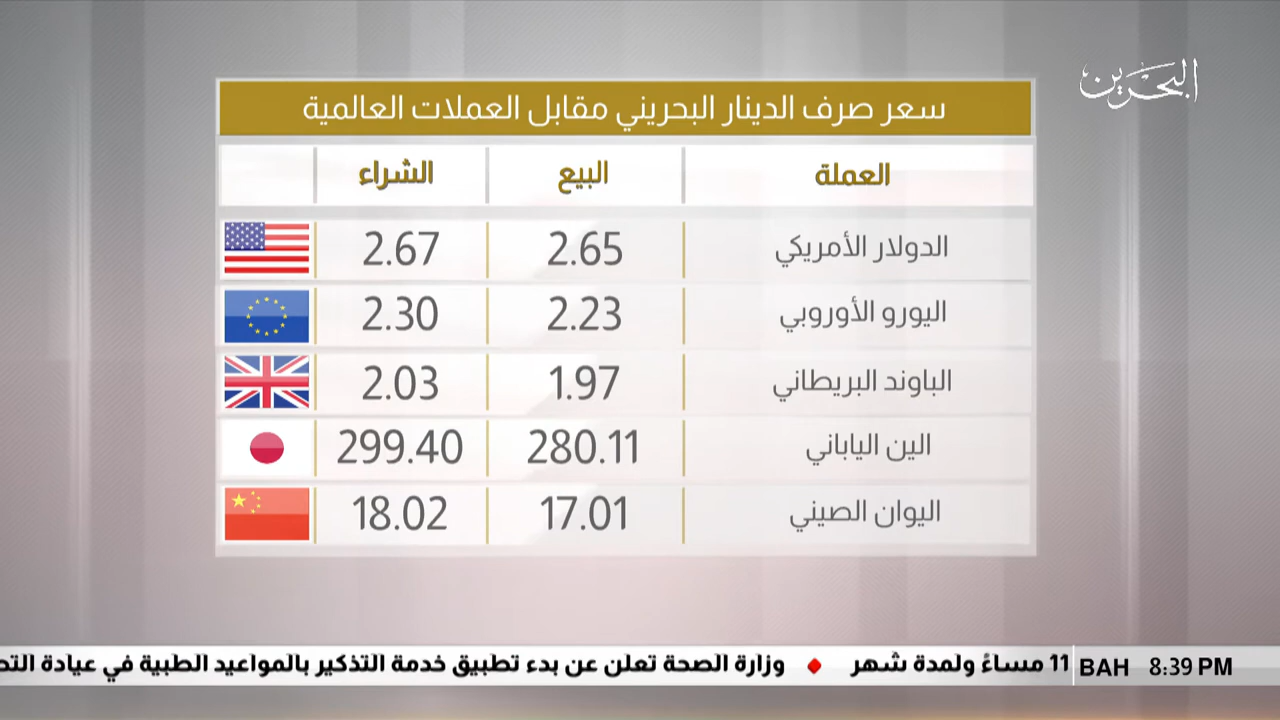 البحرين
سعر صرف الدينار البحريني مقابل العملات العالمية
العملة البيع الشراء
الدولار الأمريكي 2.65 2.67
اليورو الأوروبي 2.23 2.30
الباوند البريطاني 1.97 2.03
الين الياباني 280.11 299.40
اليوان الصيني 17.01 18.02
11 مساءً ولمدة شهر وزارة الصحة تعلن عن بدء تطبيق خدمة التذكير بالمواعيد الطبية في عيادة
BAH 8:39 PM